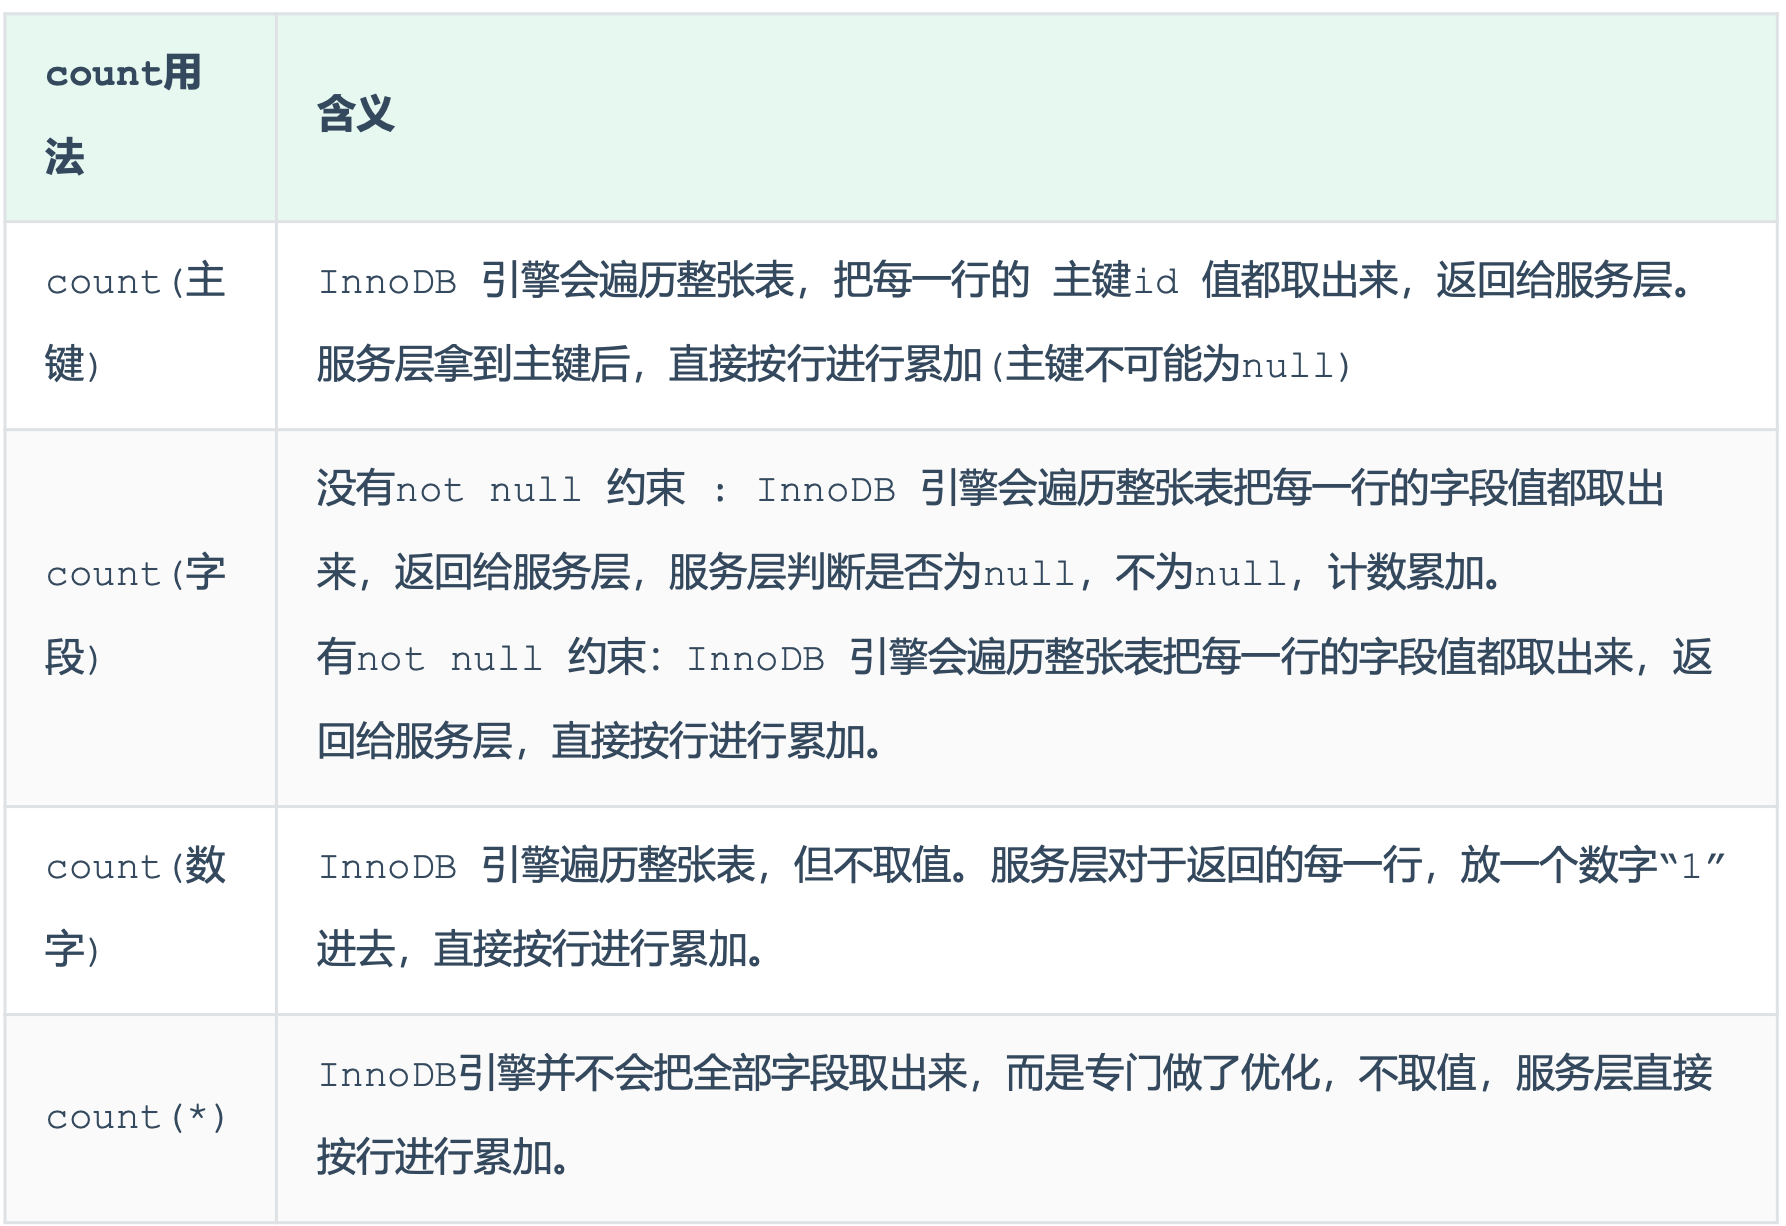 count用
法
含义
count(主
键)
InnoDB 引擎会遍历整张表，把每一行的 主键id 值都取出来，返回给服务层。
服务层拿到主键后，直接按行进行累加(主键不可能为null)
count(字
段)
没有not null 约束 : InnoDB 引擎会遍历整张表把每一行的字段值都取出
来，返回给服务层，服务层判断是否为null，不为null，计数累加。
有not null 约束：InnoDB 引擎会遍历整张表把每一行的字段值都取出来，返
回给服务层，直接按行进行累加。
count(数
字)
InnoDB 引擎遍历整张表，但不取值。服务层对于返回的每一行，放一个数字“1”
进去，直接按行进行累加。
count(*)
InnoDB引擎并不会把全部字段取出来，而是专门做了优化，不取值，服务层直接
按行进行累加。